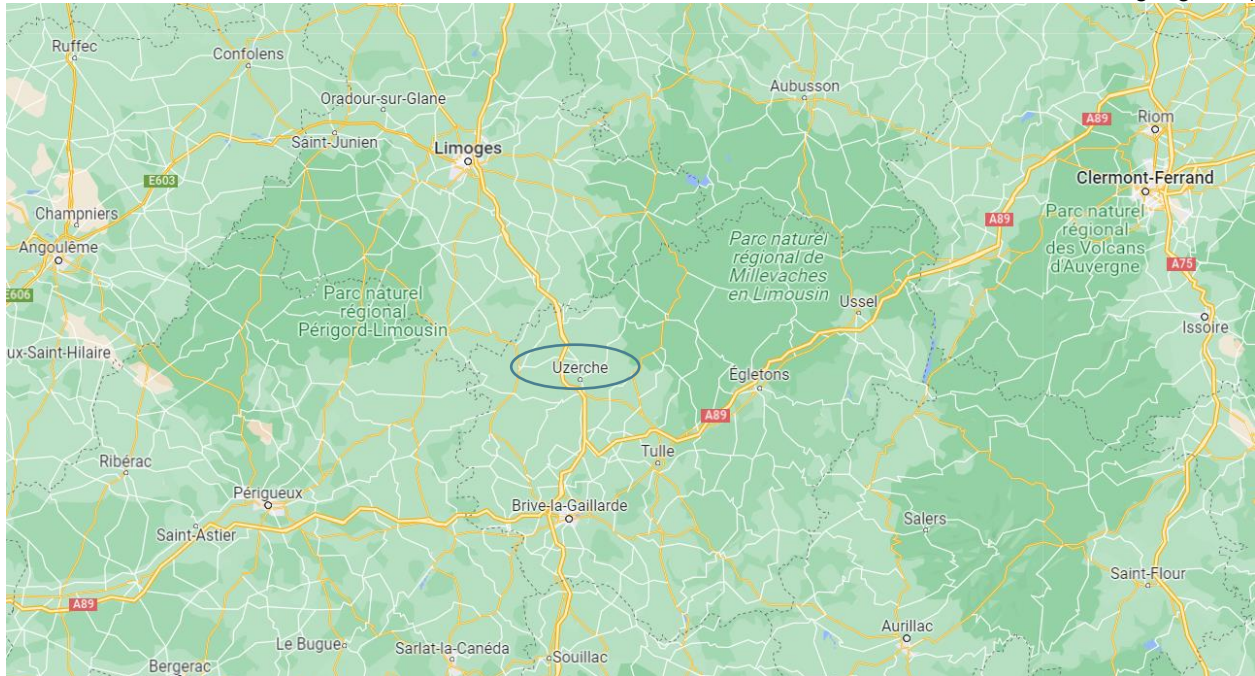 Ruffec
Confolens
Aubusson
Oradour-sur-Glane
A89
Riom
Saint-Junien
Limoges
Clermont-Ferrand
E603
Champniers
Parc naturel
régional
des Volcans
d'Auvergne
A89
Angoulême
Parc naturel
régional de
Millevaches
en Limousin
A75
E606
Parc naturel
régional
Périgord-Limousin
Ussel
Issoire
ux-Saint-Hilaire
Uzerche
Égletons
A89
Tulle
Ribérac
Périgueux
Brive-la-Gaillarde
Salers
Saint-Astier
Saint-Flour
A89
Aurillac
Le Bugue
Sarlat-la-Canéda
Souillac
Bergerac